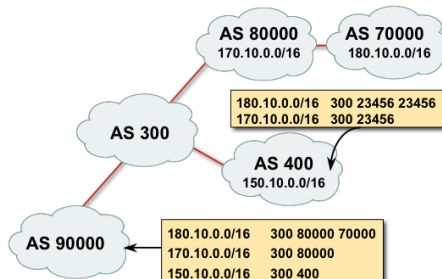 AS 80000
170.10.0.0/16
AS 70000
180.10.0.0/16
180.10.0.0/16 300 23456 23456
170.10.0.0/16 300 23456
AS 300
AS 400
150.10.0.0/16
AS 90000
180.10.0.0/16 300 80000 70000
170.10.0.0/16 300 80000
150.10.0.0/16 300 400